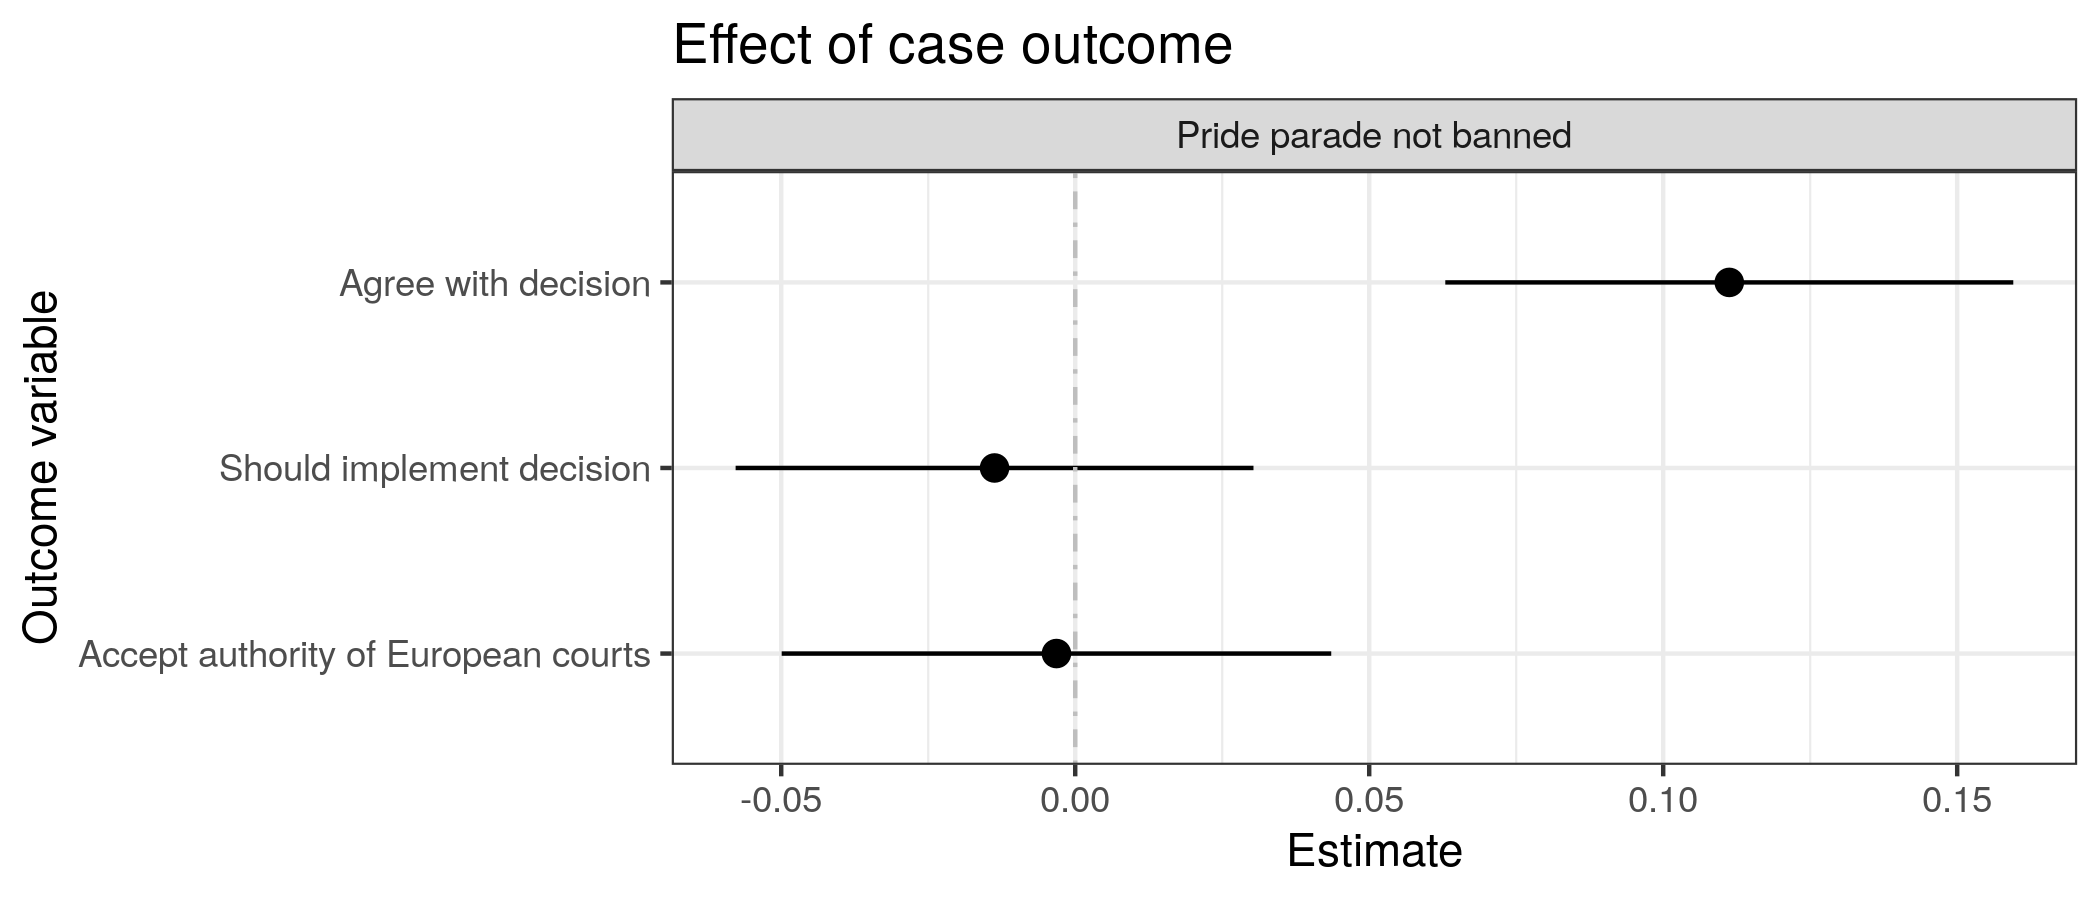 Effect of case outcome
Pride parade not banned
Outcome variable
Agree with decision
Should implement decision
Accept authority of European courts
-0.05 0.00 0.05 0.10 0.15
Estimate